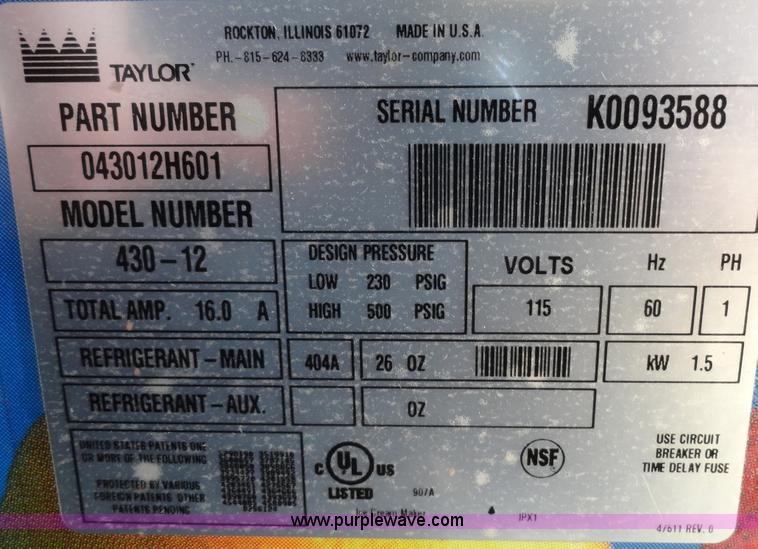 ROCKTON, ILLINOIS 61072 MADE IN U.S.A.
PH.-815-624-8333 www.taylor-company.com
TAYLOR
PART NUMBER
043012H601
SERIAL NUMBER K0093588
MODEL NUMBER
430-12
DESIGN PRESSURE
LOW 230 PSIG
HIGH 500 PSIG
VOLTS
115
Hz
60
PH
1
TOTAL AMP. 16.0 A
REFRIGERANT-MAIN 404A 26 OZ
kW 1.5
REFRIGERANT-AUX. OZ
UNITED STATES PATENTS ONE
OR MORE OF THE FOLLOWING
PROTECTED BY VARIOUS
FOREIGN PATENTS OTHER
PATENTS PENDING
C UL US
LISTED 907A
Ice Cream Maker
NSF
IPX1
USE CIRCUIT
BREAKER OR
TIME DELAY FUSE
47611 REV. 0
www.purplewave.com